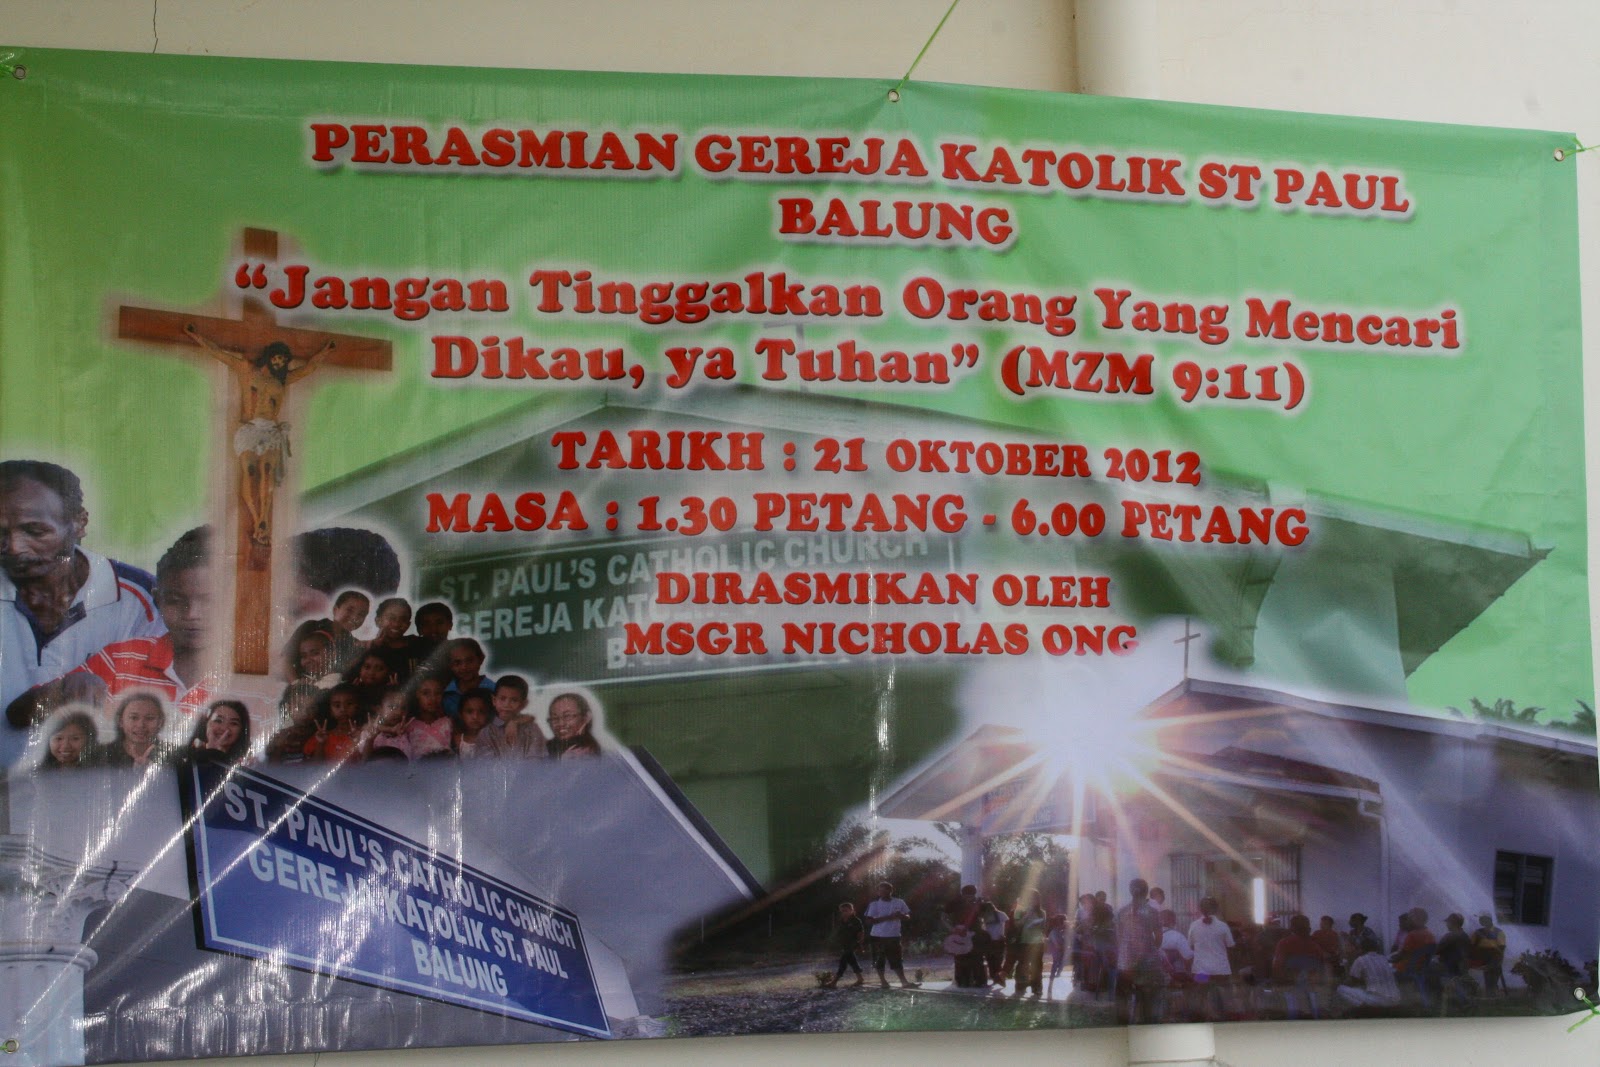 PERASMIAN GEREJA KATOLIK ST PAUL
BALUNG
“Jangan Tinggalkan Orang Yang Mencari
Dikau, ya Tuhan” (MZM 9:11)
TARIKH : 21 OKTOBER 2012
MASA : 1.30 PETANG - 6.00 PETANG
DIRASMIKAN OLEH
MSGR NICHOLAS ONG
ST. PAUL'S CATHOLIC CHURCH
GEREJA
ST. PAUL'S CATHOLIC CHURCH
GEREJA KATOLIK ST. PAUL
BALUNG